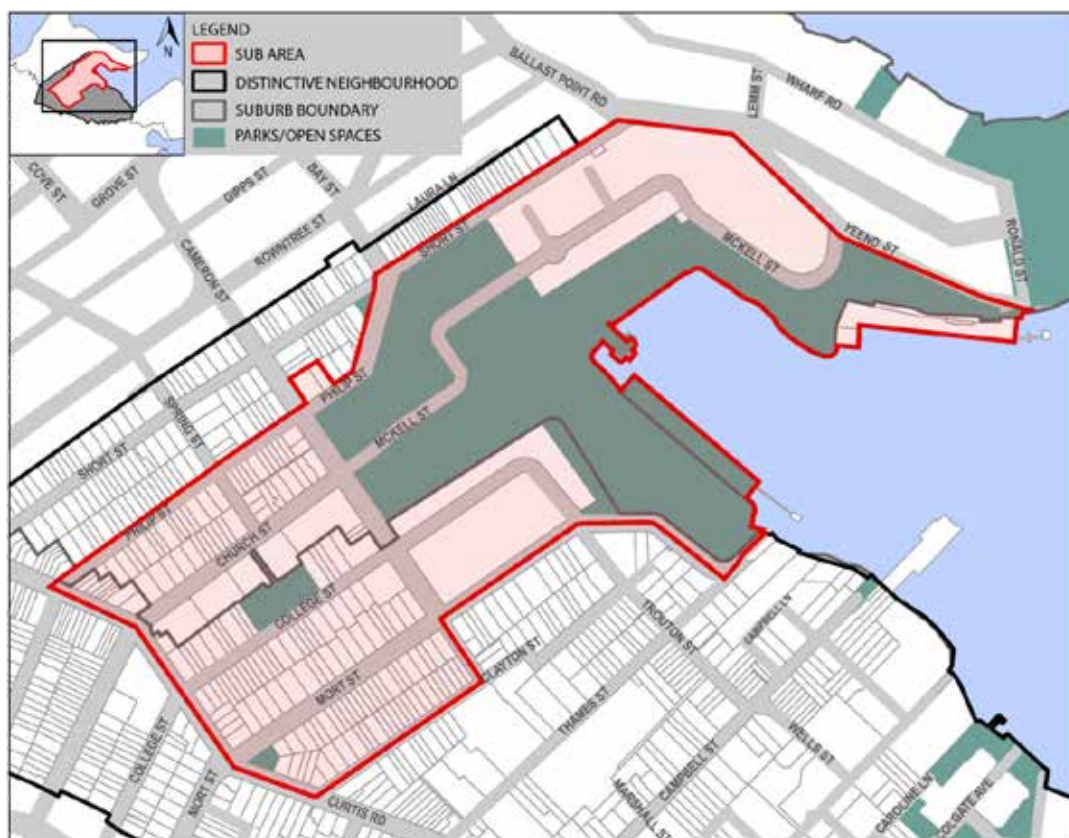 LEGEND
N
SUB AREA
DISTINCTIVE NEIGHBOURHOOD
SUBURB BOUNDARY
PARKS/OPEN SPACES
BALLAST POINT RD
LEMM ST
WHARF RD
COVE ST
GROVE ST
DIPPS ST
BAY ST
LAURA LN
ROWNTREE ST
SHORT ST
CAMERON ST
YEEND ST
RONALD ST
MCKELL ST
PHILIP ST
MCKELL ST
SPRING ST
SHORT ST
PHILIP ST
CHURCH ST
COLLEGE ST
MORT ST
CLAYTON ST
TROUTON ST
CAMPBELL LN
THAMES ST
WELLS ST
COLLEGE ST
MORT ST
CURTIS RD
MARSHALL ST
CAMPBELL ST
CAROLINE LN
COLGATE AVE